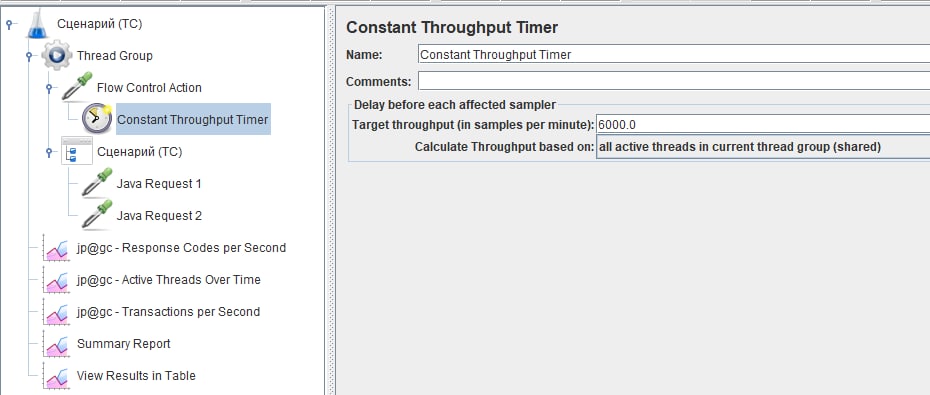 Сценарий (TC)
Thread Group
Flow Control Action
Constant Throughput Timer
Сценарий (TC)
Java Request 1
Java Request 2
jp@gc - Response Codes per Second
jp@gc - Active Threads Over Time
jp@gc - Transactions per Second
Summary Report
View Results in Table
Constant Throughput Timer
Name: Constant Throughput Timer
Comments:
Delay before each affected sampler
Target throughput (in samples per minute): 6000.0
Calculate Throughput based on: all active threads in current thread group (shared)